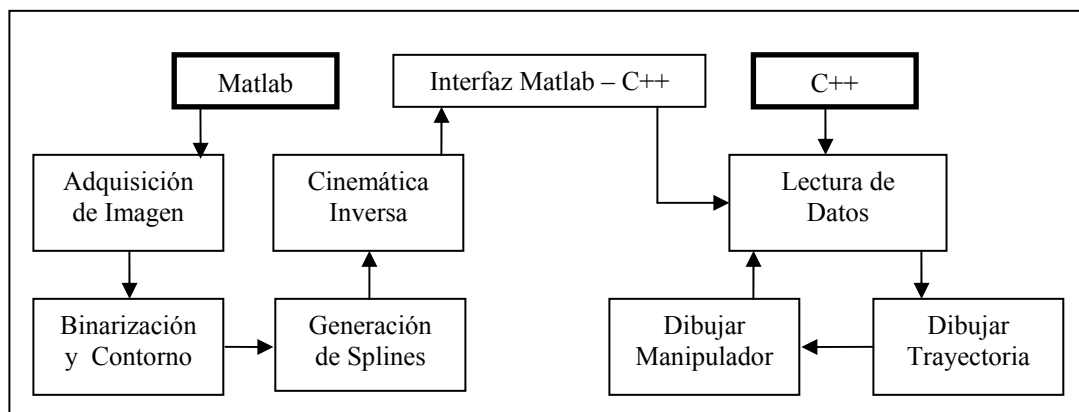 Matlab
Interfaz Matlab – C++
C++
Adquisición
de Imagen
Cinemática
Inversa
Lectura de
Datos
Binarización
y Contorno
Generación
de Splines
Dibujar
Manipulador
Dibujar
Trayectoria